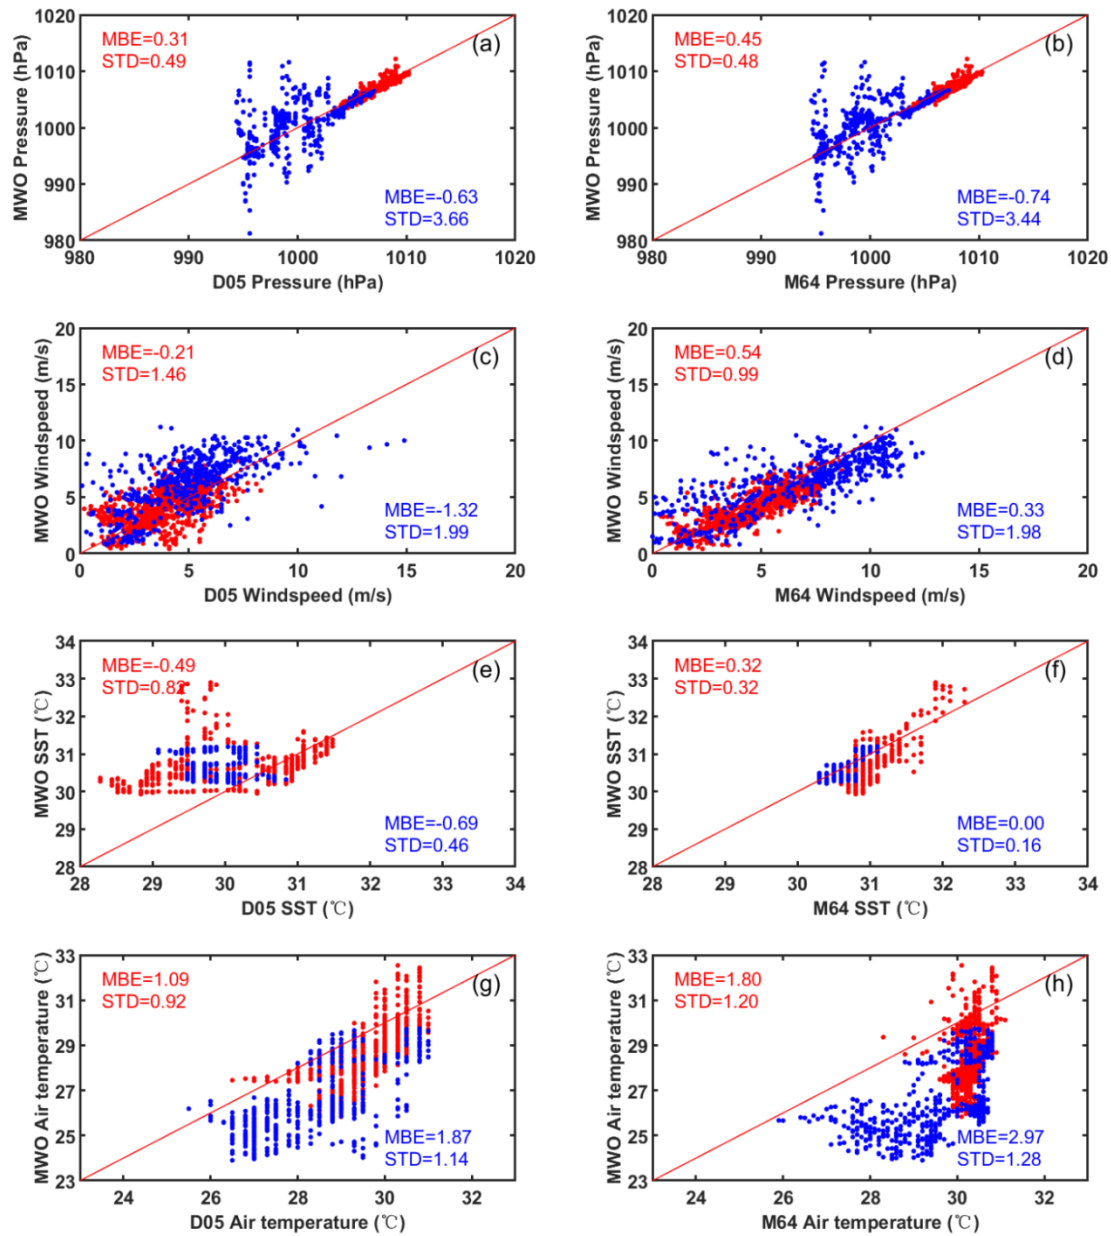 MWO Pressure (hPa)
1020
1010
1000
990
980
MBE=0.31
STD=0.49
(a)
MBE=-0.63
STD=3.66
980 990 1000 1010 1020
D05 Pressure (hPa)
MWO Pressure (hPa)
1020
1010
1000
990
980
MBE=0.45
STD=0.48
(b)
MBE=-0.74
STD=3.44
980 990 1000 1010 1020
M64 Pressure (hPa)
MWO Windspeed (m/s)
20
15
10
5
0
MBE=-0.21
STD=1.46
(c)
MBE=-1.32
STD=1.99
0 5 10 15 20
D05 Windspeed (m/s)
MWO Windspeed (m/s)
20
15
10
5
0
MBE=0.54
STD=0.99
(d)
MBE=0.33
STD=1.98
0 5 10 15 20
M64 Windspeed (m/s)
MWO SST (℃)
34
33
32
31
30
29
28
MBE=-0.49
STD=0.82
(e)
MBE=-0.69
STD=0.46
28 29 30 31 32 33 34
D05 SST (℃)
MWO SST (℃)
34
33
32
31
30
29
28
MBE=0.32
STD=0.32
(f)
MBE=0.00
STD=0.16
28 29 30 31 32 33 34
M64 SST (℃)
MWO Air temperature (℃)
33
31
29
27
25
23
MBE=1.09
STD=0.92
(g)
MBE=1.87
STD=1.14
24 26 28 30 32
D05 Air temperature (℃)
MWO Air temperature (℃)
33
31
29
27
25
23
MBE=1.80
STD=1.20
(h)
MBE=2.97
STD=1.28
24 26 28 30 32
M64 Air temperature (℃)